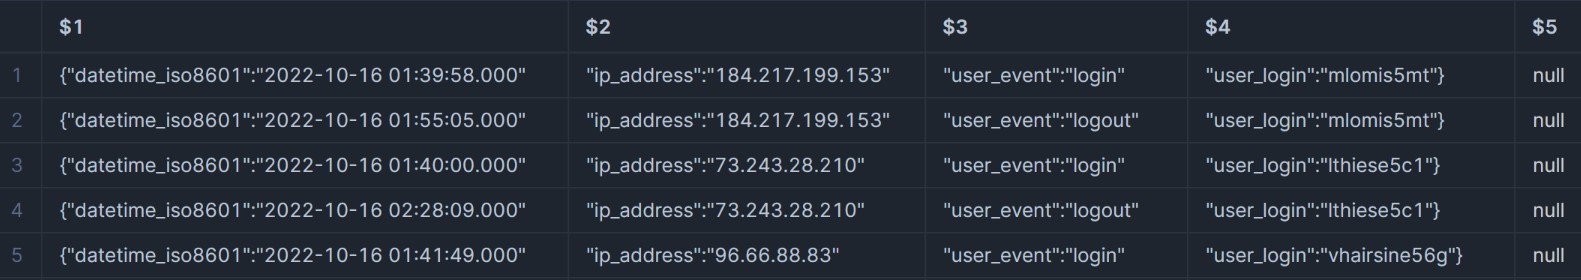 $1 $2 $3 $4 $5
1 {"datetime_iso8601":"2022-10-16 01:39:58.000" "ip_address":"184.217.199.153" "user_event":"login" "user_login":"mlomis5mt"} null
2 {"datetime_iso8601":"2022-10-16 01:55:05.000" "ip_address":"184.217.199.153" "user_event":"logout" "user_login":"mlomis5mt"} null
3 {"datetime_iso8601":"2022-10-16 01:40:00.000" "ip_address":"73.243.28.210" "user_event":"login" "user_login":"lthiese5c1"} null
4 {"datetime_iso8601":"2022-10-16 02:28:09.000" "ip_address":"73.243.28.210" "user_event":"logout" "user_login":"lthiese5c1"} null
5 {"datetime_iso8601":"2022-10-16 01:41:49.000" "ip_address":"96.66.88.83" "user_event":"login" "user_login":"vhairsine56g"} null